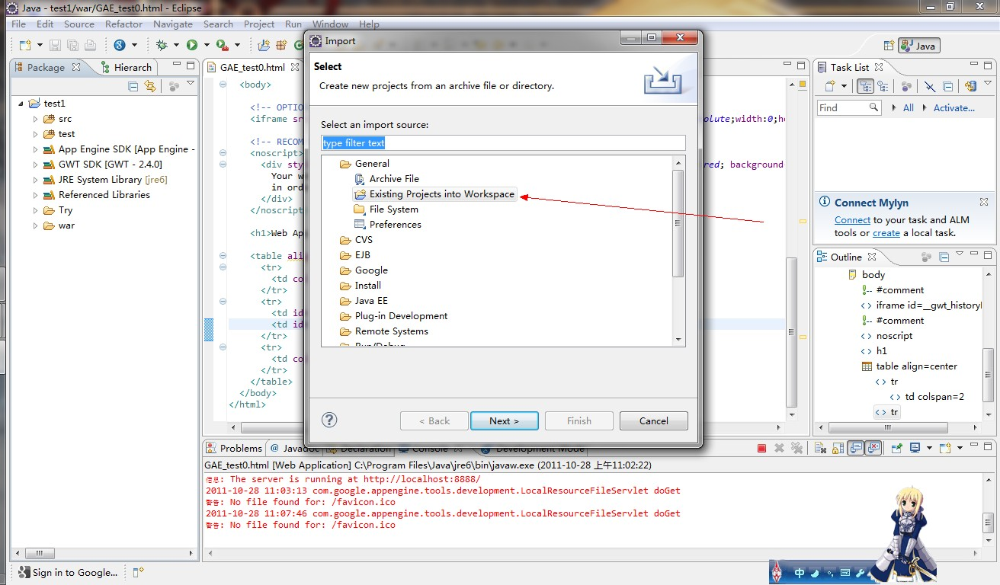 Java - test1/war/GAE_test0.html - Eclipse
File Edit Source Refactor Navigate Search Project Run Window Help
Java
Package
Hierarch
test1
src
test
App Engine SDK [App Engine -
GWT SDK [GWT - 2.4.0]
JRE System Library [jre6]
Referenced Libraries
Try
war
GAE_test0.html
<body>
<!-- OPTIO
<iframe sr
olute;width:0;he
<!-- RECOM
<noscript>
<div sty
red; background-
Your w
in ord
</div>
</noscript
<h1>Web Ap
<table ali
<tr>
<td co
</tr>
<tr>
<td id
<td id
</tr>
<tr>
<td co
</tr>
</table>
</body>
</html>
Import
Select
Create new projects from an archive file or directory.
Select an import source:
type filter text
General
Archive File
Existing Projects into Workspace
File System
Preferences
CVS
EJB
Google
Install
Java EE
Plug-in Development
Remote Systems
Run/Debug
< Back
Next >
Finish
Cancel
Task List
Find
All
Activate...
Connect Mylyn
Connect to your task and ALM
tools or create a local task.
Outline
body
#comment
iframe id=__gwt_historyI
#comment
noscript
h1
table align=center
tr
td colspan=2
tr
Problems @ Javadoc Declaration Console Development Mode
GAE_test0.html [Web Application] C:\Program Files\Java\jre6\bin\javaw.exe (2011-10-28 上午11:02:22)
信息: The server is running at http://localhost:8888/
2011-10-28 11:03:13 com.google.appengine.tools.development.LocalResourceFileServlet doGet
警告: No file found for: /favicon.ico
2011-10-28 11:07:46 com.google.appengine.tools.development.LocalResourceFileServlet doGet
警告: No file found for: /favicon.ico
Sign in to Google...
中